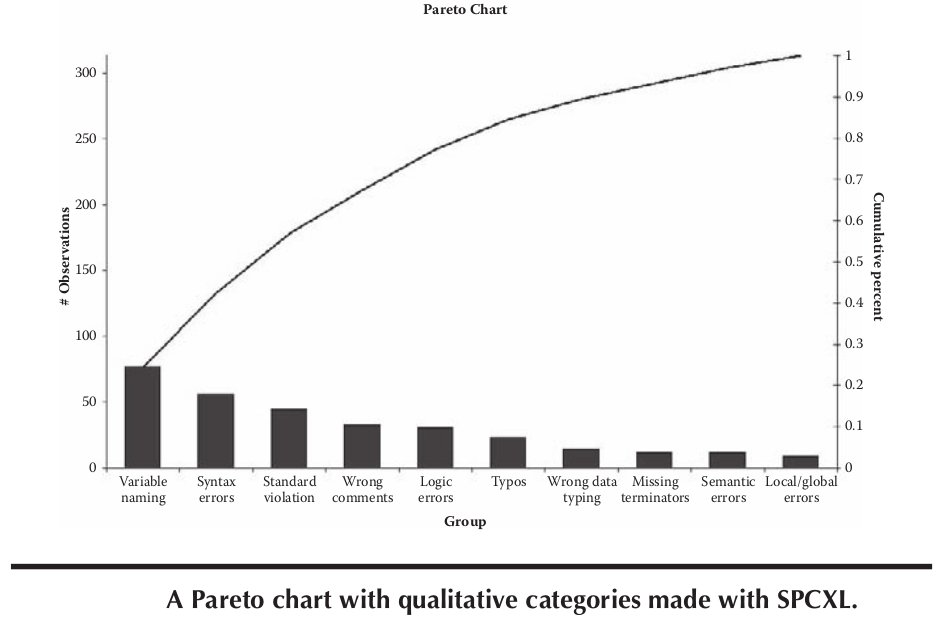 Pareto Chart
300
250
200
150
100
50
0
# Observations
1
0.9
0.8
0.7
0.6
0.5
0.4
0.3
0.2
0.1
0
Cumulative percent
Variable naming
Syntax errors
Standard violation
Wrong comments
Logic errors
Typos
Wrong data typing
Missing terminators
Semantic errors
Local/global errors
Group
A Pareto chart with qualitative categories made with SPCXL.